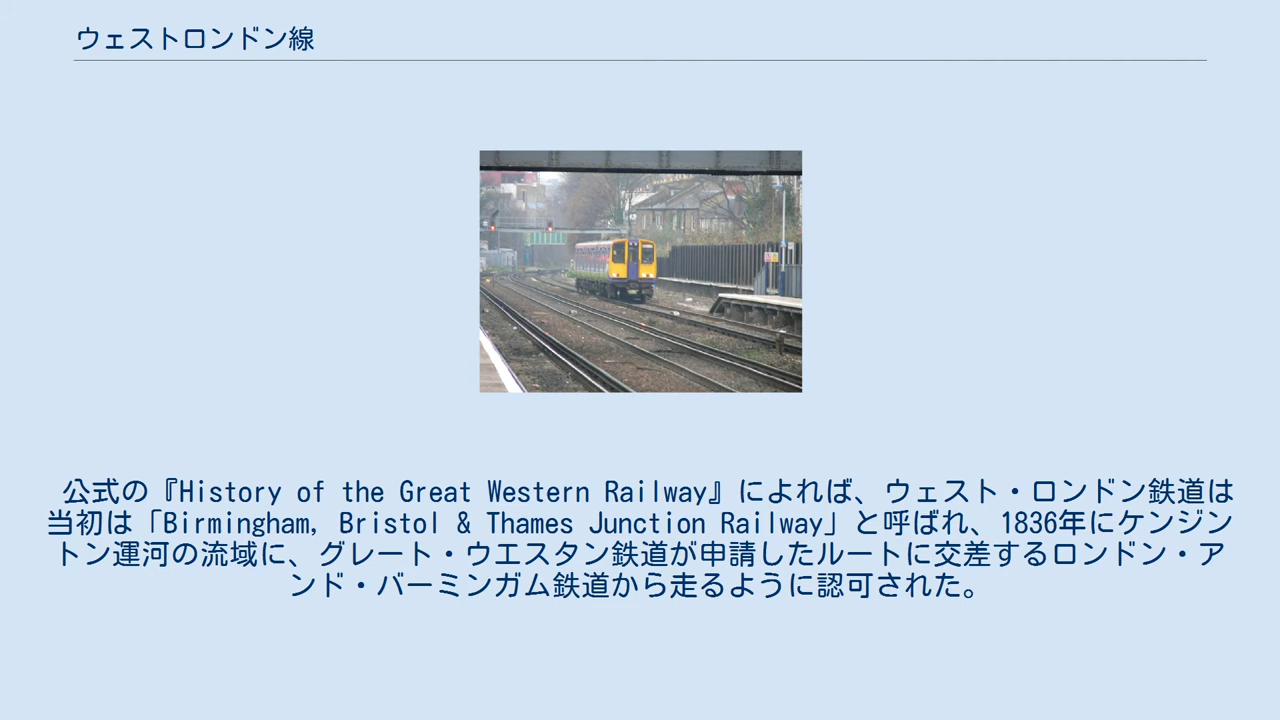 ウェストロンドン線
公式の『History of the Great Western Railway』によれば、ウェスト・ロンドン鉄道は
当初は「Birmingham, Bristol & Thames Junction Railway」と呼ばれ、1836年にケンジン
トン運河の流域に、グレート・ウエスタン鉄道が申請したルートに交差するロンドン・ア
ンド・バーミンガム鉄道から走るように認可された。